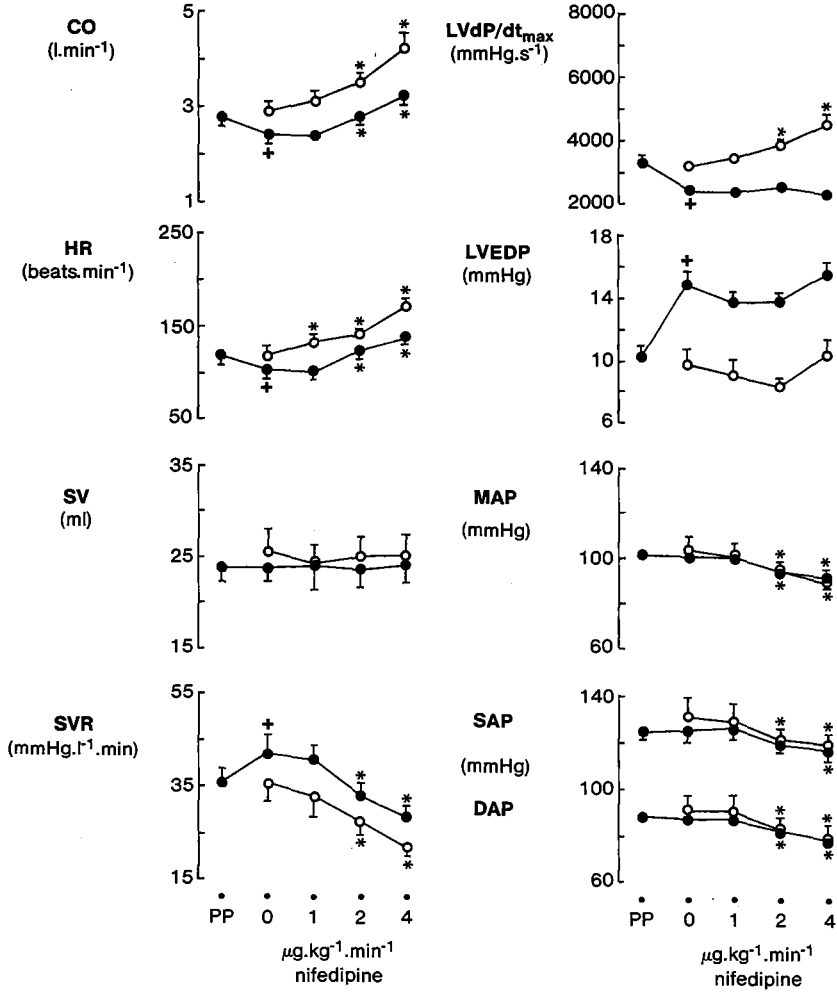 CO
(l.min⁻¹)
5
3
1
*
*
*
*
+
LVdP/dtmax
(mmHg.s⁻¹)
8000
6000
4000
2000
*
*
+
HR
(beats.min⁻¹)
250
150
50
*
*
*
*
*
+
LVEDP
(mmHg)
18
14
10
6
+
SV
(ml)
35
25
15
MAP
(mmHg)
140
100
60
*
*
*
*
SVR
(mmHg.l⁻¹.min)
55
35
15
+
*
*
*
*
SAP
(mmHg)
DAP
140
100
60
*
*
*
*
*
*
*
*
PP 0 1 2 4
μg.kg⁻¹.min⁻¹
nifedipine
PP 0 1 2 4
μg.kg⁻¹.min⁻¹
nifedipine